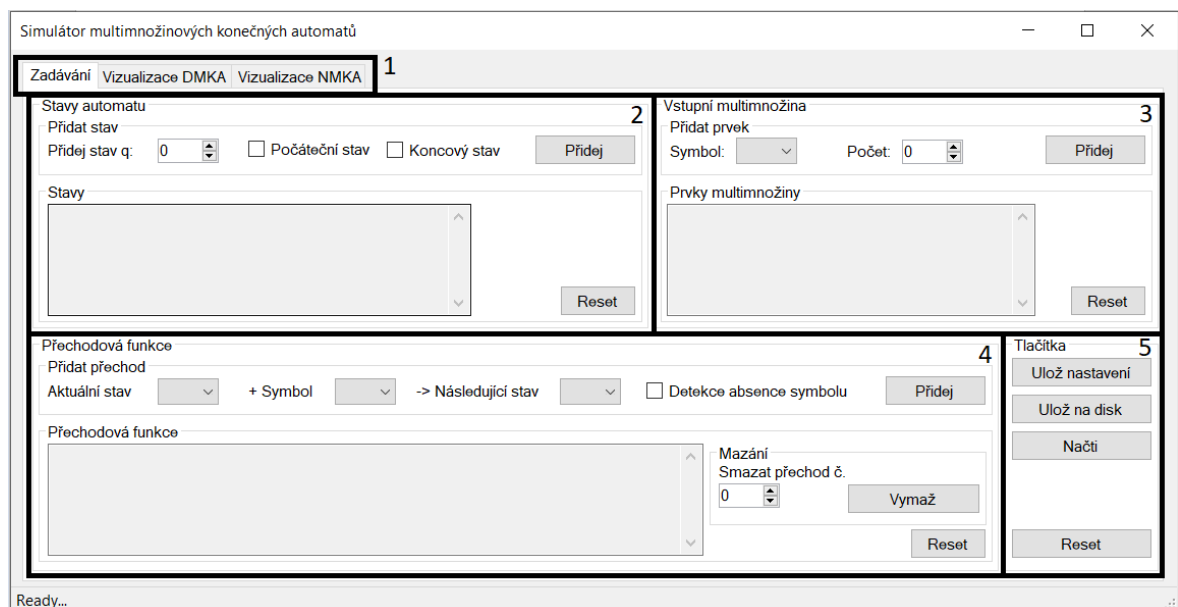 Simulátor multimnožinových konečných automatů
Zadávání Vizualizace DMKA Vizualizace NMKA 1
Stavy automatu 2
Přidat stav
Přidej stav q: 0 Počáteční stav Koncový stav Přidej
Stavy
Reset
Vstupní multimnožina 3
Přidat prvek
Symbol: Počet: 0 Přidej
Prvky multimnožiny
Reset
Přechodová funkce 4
Přidat přechod
Aktuální stav + Symbol -> Následující stav Detekce absence symbolu Přidej
Přechodová funkce
Mazání
Smazat přechod č.
0 Vymaž
Reset
Tlačítka 5
Ulož nastavení
Ulož na disk
Načti
Reset
Ready...